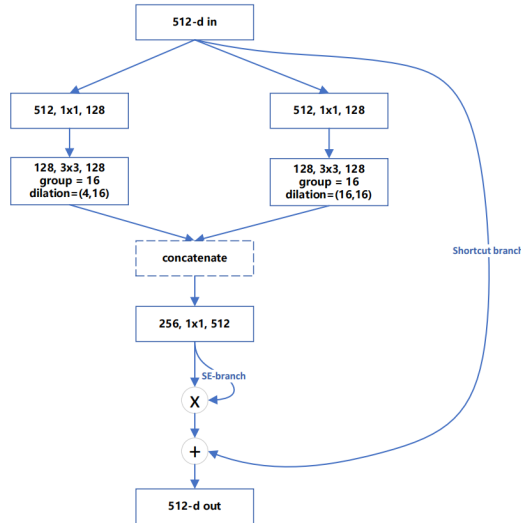 512-d in
512, 1x1, 128
512, 1x1, 128
128, 3x3, 128
group = 16
dilation=(4,16)
128, 3x3, 128
group = 16
dilation=(16,16)
Shortcut branch
concatenate
256, 1x1, 512
SE-branch
X
+
512-d out